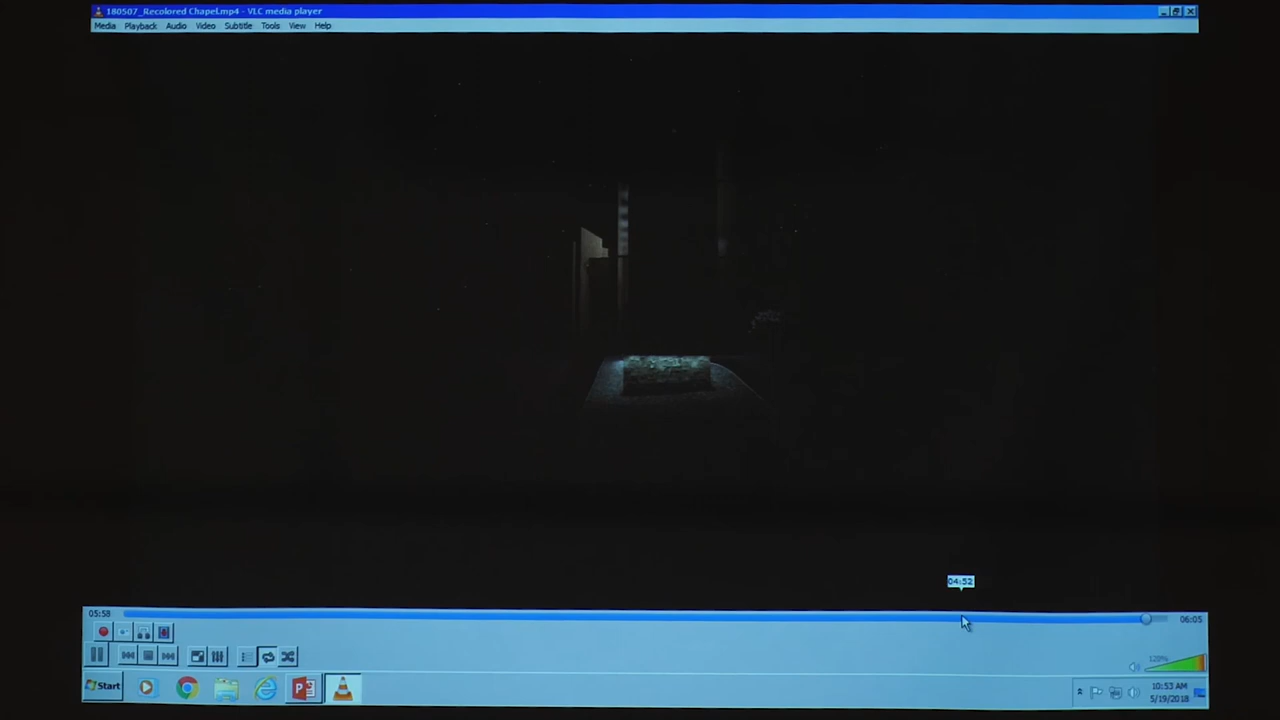 180507_Recolored Chapel.mp4 - VLC media player
Media Playback Audio Video Subtitle Tools View Help
04:52
05:58
06:05
120%
Start
10:53 AM
5/19/2018